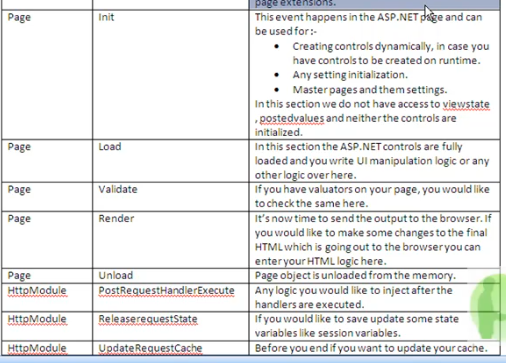 page extensions.
Page Init This event happens in the ASP.NET page and can
be used for:-
• Creating controls dynamically, in case you
have controls to be created on runtime.
• Any setting initialization.
• Master pages and them settings.
In this section we do not have access to viewstate
, postedvalues and neither the controls are
initialized.
Page Load In this section the ASP.NET controls are fully
loaded and you write UI manipulation logic or any
other logic over here.
Page Validate If you have valuators on your page, you would like
to check the same here.
Page Render It's now time to send the output to the browser. If
you would like to make some changes to the final
HTML which is going out to the browser you can
enter your HTML logic here.
Page Unload Page object is unloaded from the memory.
HttpModule PostRequestHandlerExecute Any logic you would like to inject after the
handlers are executed.
HttpModule ReleaserequestState If you would like to save update some state
variables like session variables.
HttpModule UpdateRequestCache Before you end if you want to update your cache.